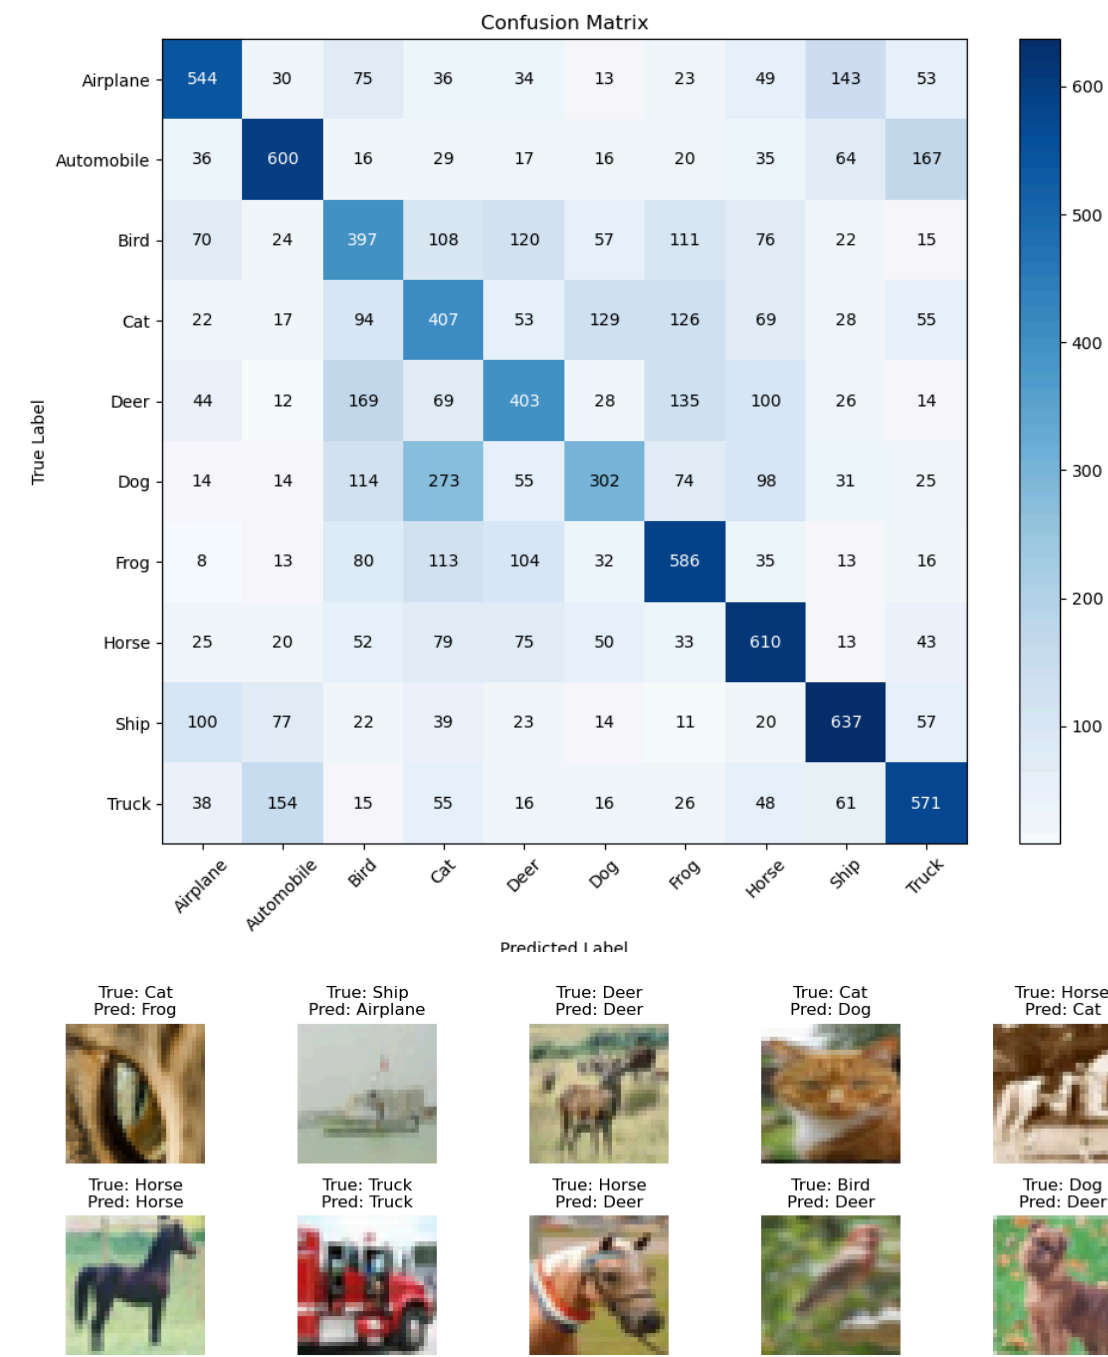 Confusion Matrix
Airplane 544 30 75 36 34 13 23 49 143 53
Automobile 36 600 16 29 17 16 20 35 64 167
Bird 70 24 397 108 120 57 111 76 22 15
Cat 22 17 94 407 53 129 126 69 28 55
Deer 44 12 169 69 403 28 135 100 26 14
Dog 14 14 114 273 55 302 74 98 31 25
Frog 8 13 80 113 104 32 586 35 13 16
Horse 25 20 52 79 75 50 33 610 13 43
Ship 100 77 22 39 23 14 11 20 637 57
Truck 38 154 15 55 16 16 26 48 61 571
True Label
Airplane Automobile Bird Cat Deer Dog Frog Horse Ship Truck
Predicted Label
600
500
400
300
200
100
True: Cat
Pred: Frog
True: Ship
Pred: Airplane
True: Deer
Pred: Deer
True: Cat
Pred: Dog
True: Horse
Pred: Cat
True: Horse
Pred: Horse
True: Truck
Pred: Truck
True: Horse
Pred: Deer
True: Bird
Pred: Deer
True: Dog
Pred: Deer